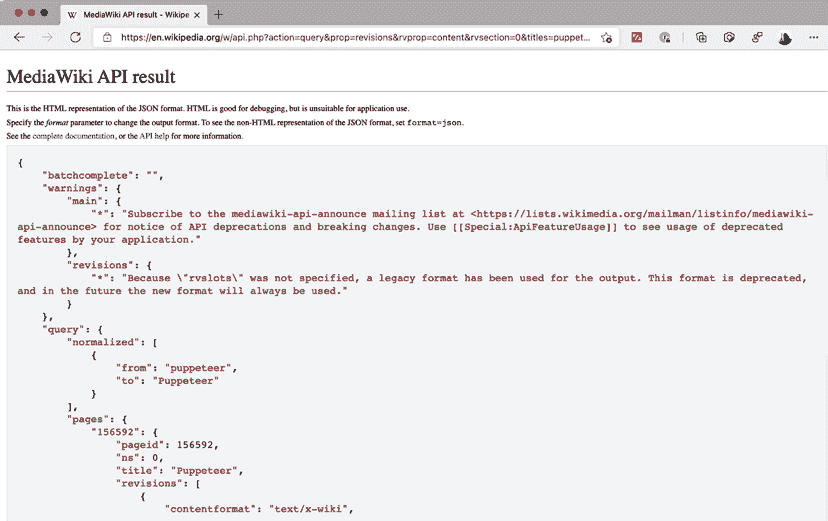 MediaWiki API result - Wikipe
https://en.wikipedia.org/w/api.php?action=query&prop=revisions&rvprop=content&rvsection=0&titles=puppet...
MediaWiki API result
This is the HTML representation of the JSON format. HTML is good for debugging, but is unsuitable for application use.
Specify the format parameter to change the output format. To see the non-HTML representation of the JSON format, set format=json.
See the complete documentation, or the API help for more information.
{
"batchcomplete": "",
"warnings": {
"main": {
"*": "Subscribe to the mediawiki-api-announce mailing list at <https://lists.wikimedia.org/mailman/listinfo/mediawiki-
api-announce> for notice of API deprecations and breaking changes. Use [[Special:ApiFeatureUsage]] to see usage of deprecated
features by your application."
},
"revisions": {
"*": "Because \"rvslots\" was not specified, a legacy format has been used for the output. This format is deprecated,
and in the future the new format will always be used."
}
},
"query": {
"normalized": [
{
"from": "puppeteer",
"to": "Puppeteer"
}
],
"pages": {
"156592": {
"pageid": 156592,
"ns": 0,
"title": "Puppeteer",
"revisions": [
{
"contentformat": "text/x-wiki",